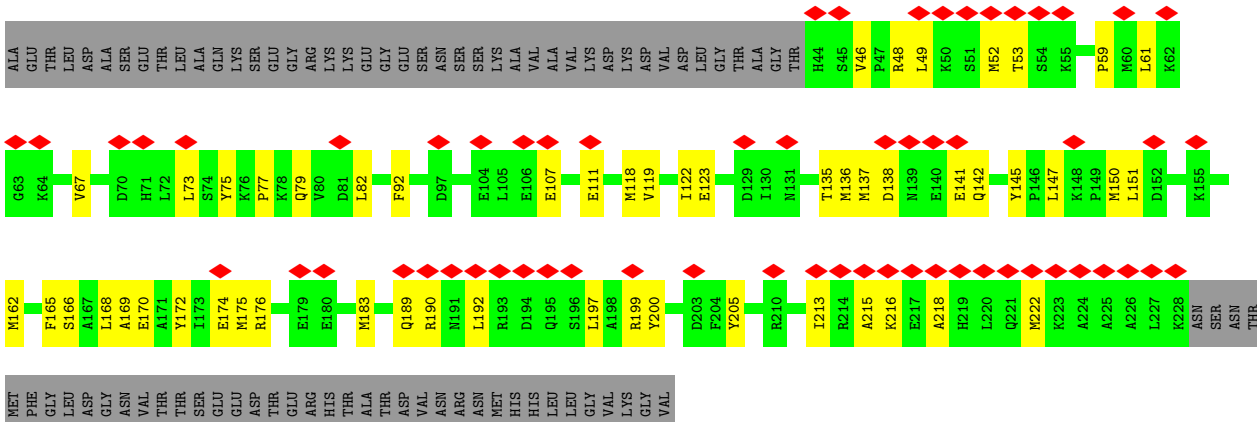 ALA GLU THR LEU ASP ALA SER GLU THR LEU ALA GLN LYS SER GLU GLY ARG LYS LYS GLU GLY GLU SER ASN SER SER LYS ALA VAL ALA VAL LYS ASP LYS ASP VAL ASP LEU GLY THR ALA GLY THR H44 S45 V46 P47 R48 L49 K50 S51 M52 T53 S54 K55 P59 M60 L61 K62
G63 K64 V67 D70 H71 L72 L73 S74 Y75 K76 P77 K78 Q79 V80 D81 L82 F92 D97 E104 L105 E106 E107 E111 M118 V119 I122 E123 D129 I130 N131 T135 M136 M137 D138 N139 E140 E141 Q142 Y145 P146 L147 K148 P149 M150 L151 D152 K155
M162 F165 S166 A167 L168 A169 E170 A171 Y172 I173 E174 M175 R176 E179 E180 M183 Q189 R190 N191 L192 R193 D194 Q195 S196 L197 A198 R199 Y200 D203 F204 Y205 R210 I213 R214 A215 K216 E217 A218 H219 L220 Q221 M222 K223 A224 A225 A226 L227 K228 ASN SER ASN THR
MET PHE GLY LEU ASP GLY ASN VAL THR THR SER GLU GLU ASP THR GLU ARG HIS THR ALA THR ASP VAL ASN ARG ASN MET HIS HIS LEU LEU GLY VAL LYS GLY VAL